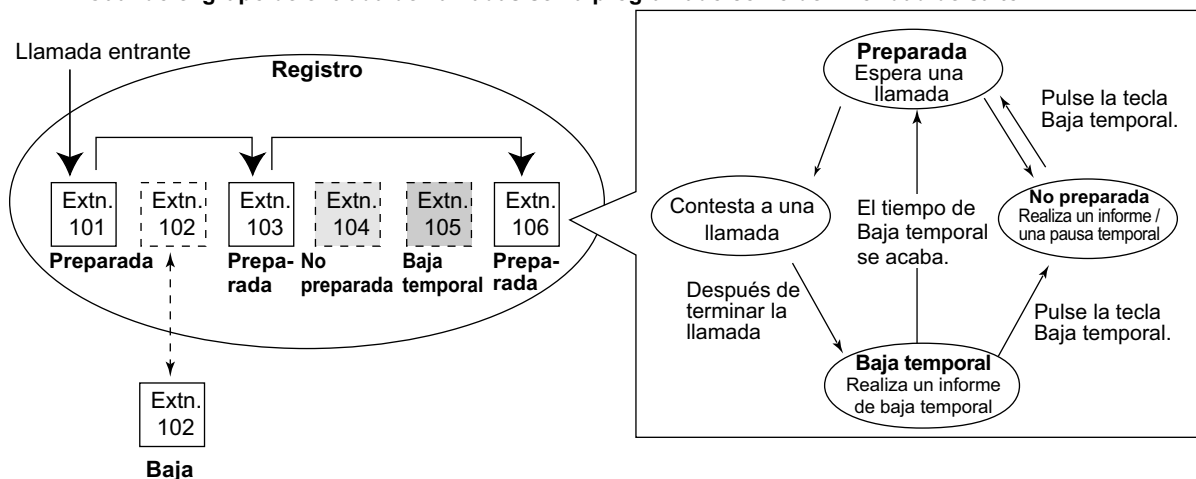 Llamada entrante
Registro
Extn.
101
Extn.
102
Extn.
103
Extn.
104
Extn.
105
Extn.
106
Preparada
Prepa-
rada
No
preparada
Baja
temporal
Prepa-
rada
Extn.
102
Baja
Preparada
Espera una
llamada
Pulse la tecla
Baja temporal.
Contesta a una
llamada
El tiempo de
Baja temporal
se acaba.
No preparada
Realiza un informe /
una pausa temporal
Después de
terminar la
llamada
Pulse la tecla
Baja temporal.
Baja temporal
Realiza un informe
de baja temporal